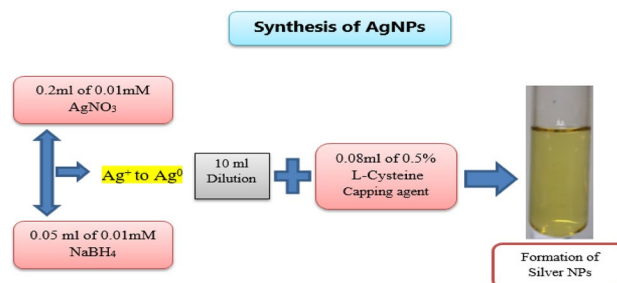 Synthesis of AgNPs
0.2ml of 0.01mM
AgNO₃
Ag⁺ to Ag⁰
10 ml
Dilution
0.08ml of 0.5%
L-Cysteine
Capping agent
0.05 ml of 0.01mM
NaBH₄
Formation of
Silver NPs